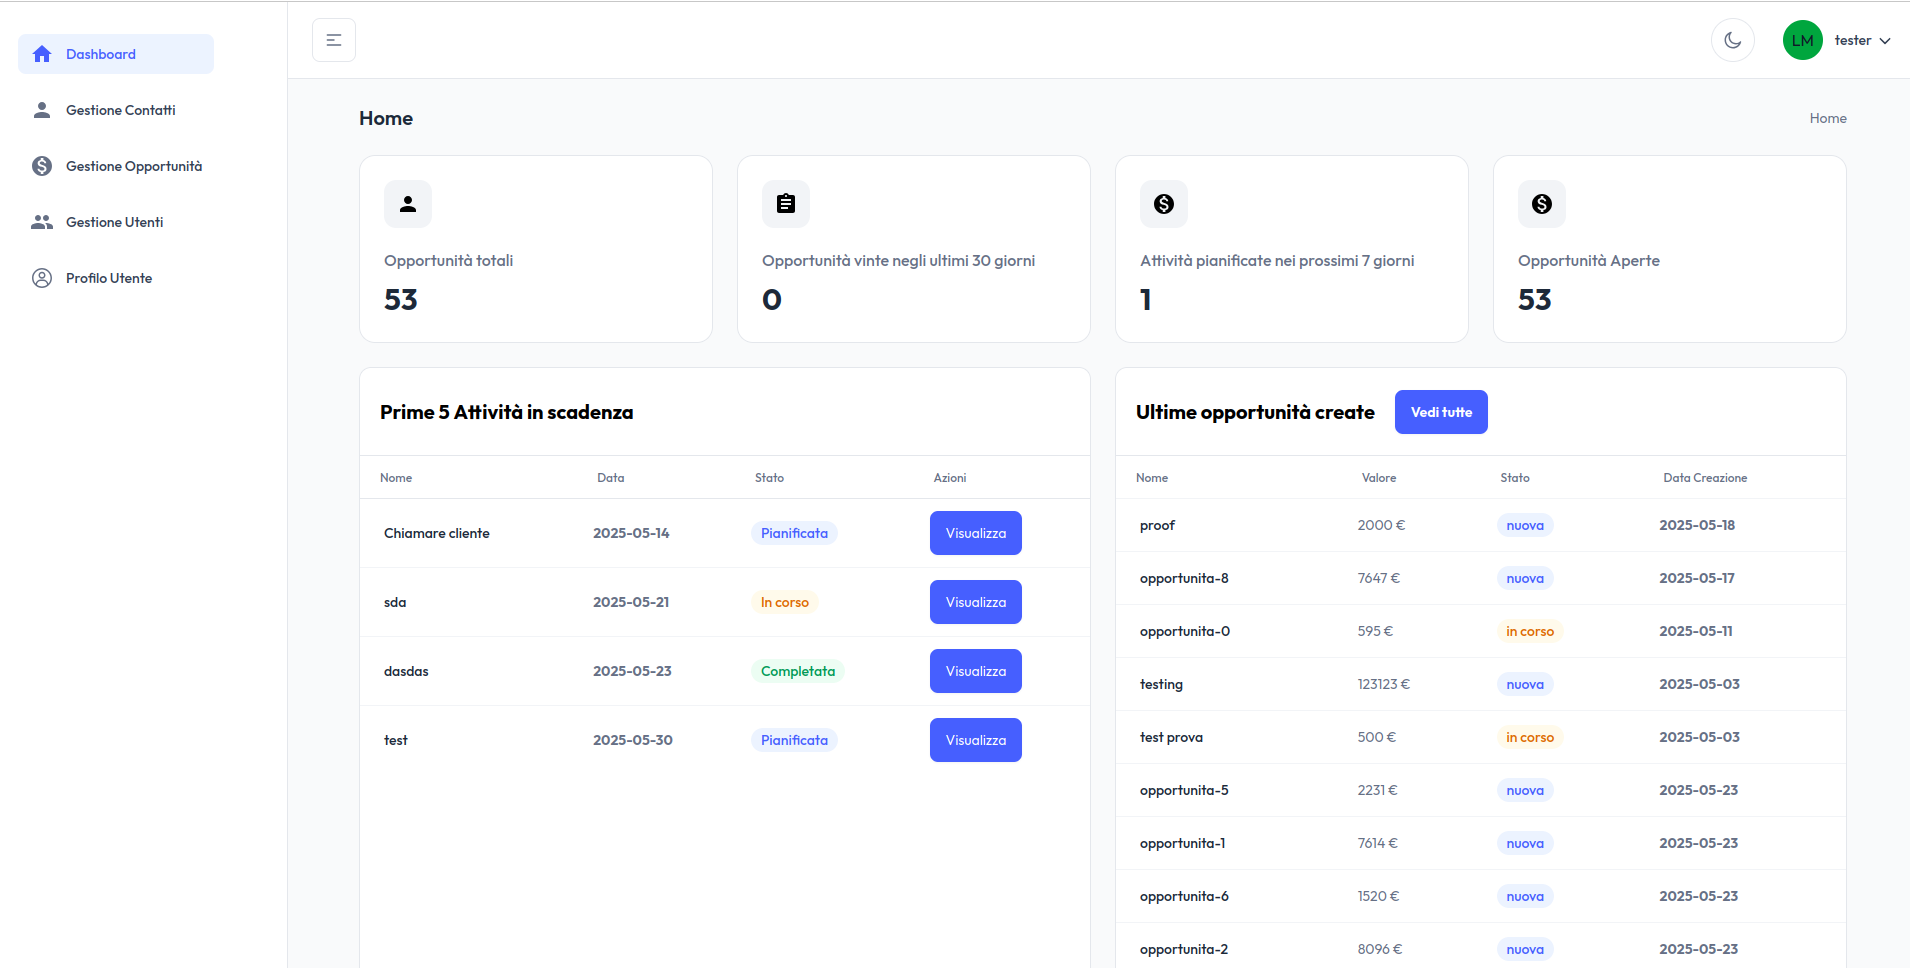 Dashboard
Gestione Contatti
Gestione Opportunità
Gestione Utenti
Profilo Utente
LM tester
Home
Home
Opportunità totali
53
Opportunità vinte negli ultimi 30 giorni
0
Attività pianificate nei prossimi 7 giorni
1
Opportunità Aperte
53
Prime 5 Attività in scadenza
Nome Data Stato Azioni
Chiamare cliente 2025-05-14 Pianificata Visualizza
sda 2025-05-21 In corso Visualizza
dasdas 2025-05-23 Completata Visualizza
test 2025-05-30 Pianificata Visualizza
Ultime opportunità create Vedi tutte
Nome Valore Stato Data Creazione
proof 2000 € nuova 2025-05-18
opportunita-8 7647 € nuova 2025-05-17
opportunita-0 595 € in corso 2025-05-11
testing 123123 € nuova 2025-05-03
test prova 500 € in corso 2025-05-03
opportunita-5 2231 € nuova 2025-05-23
opportunita-1 7614 € nuova 2025-05-23
opportunita-6 1520 € nuova 2025-05-23
opportunita-2 8096 € nuova 2025-05-23